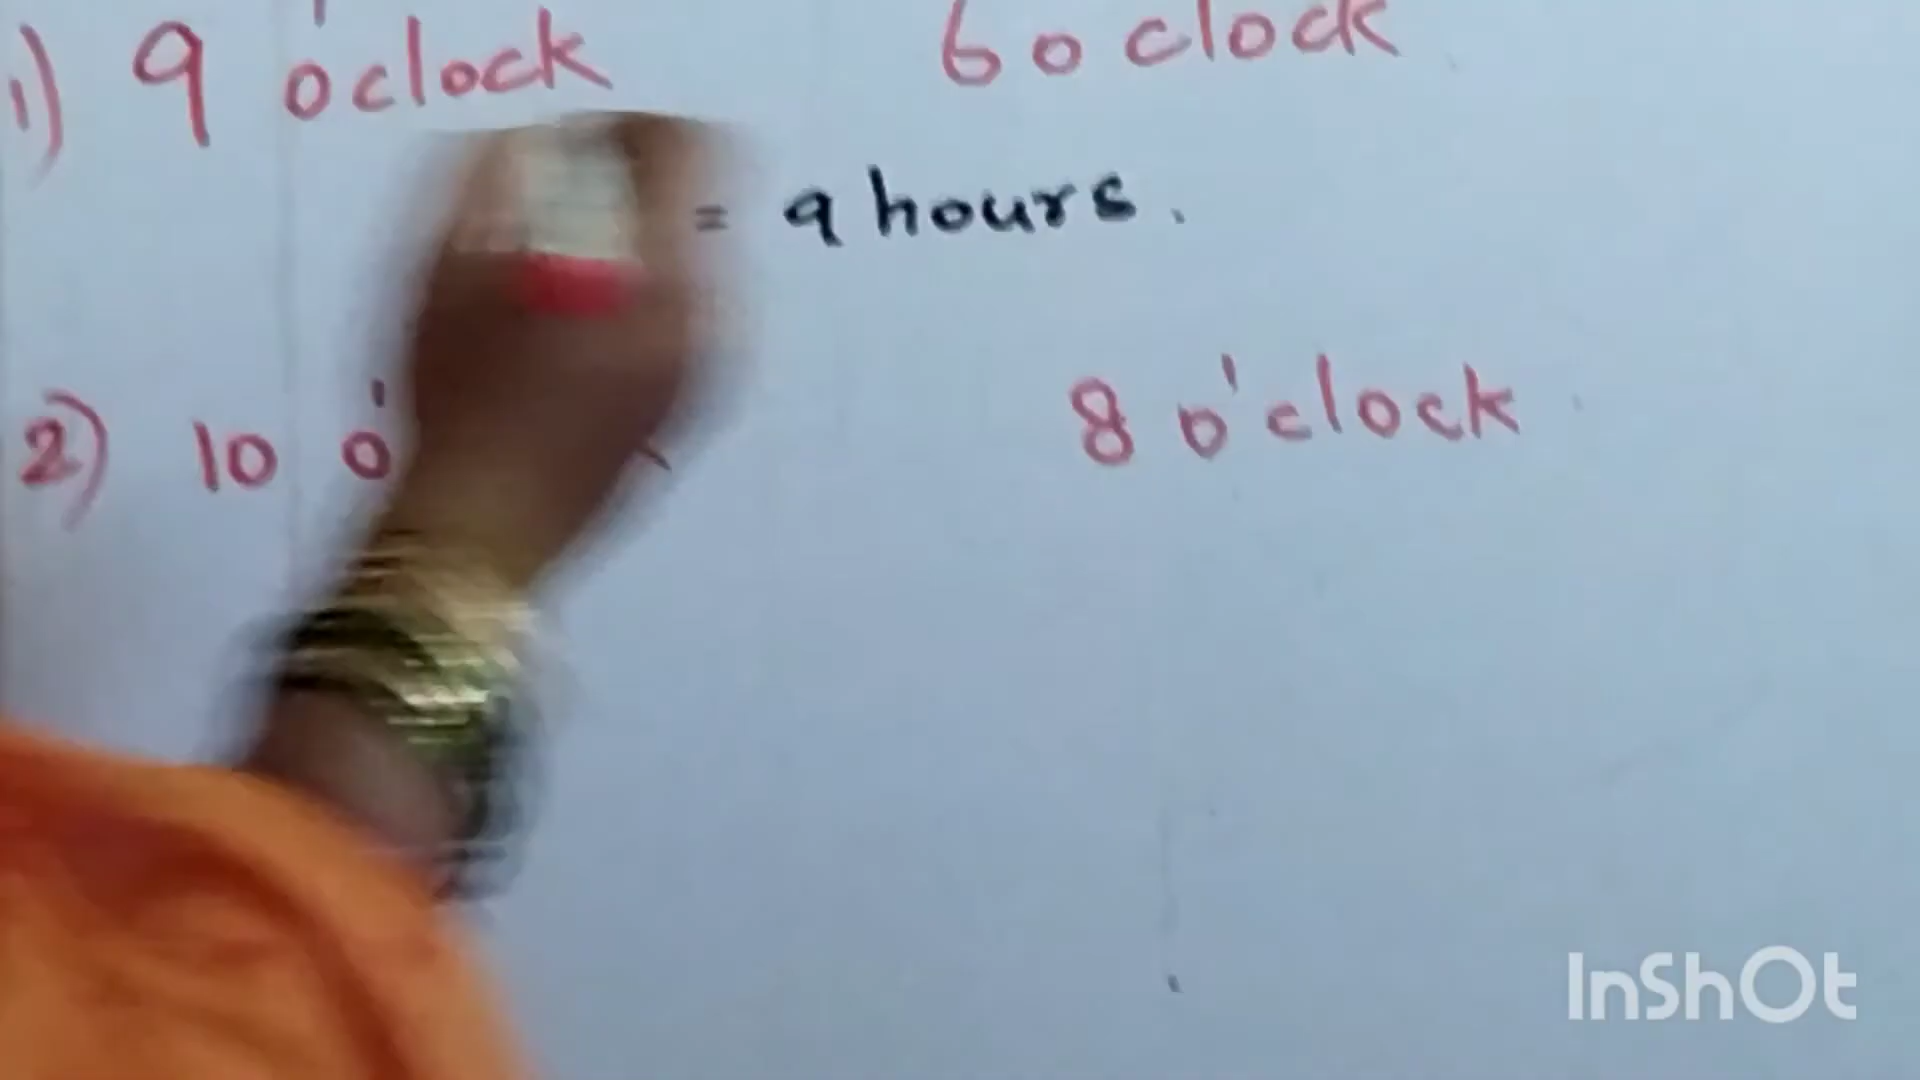 1) 9 o'clock 6 o clock
= 9 hours.
2) 10 o' 8 o'clock
InShOt